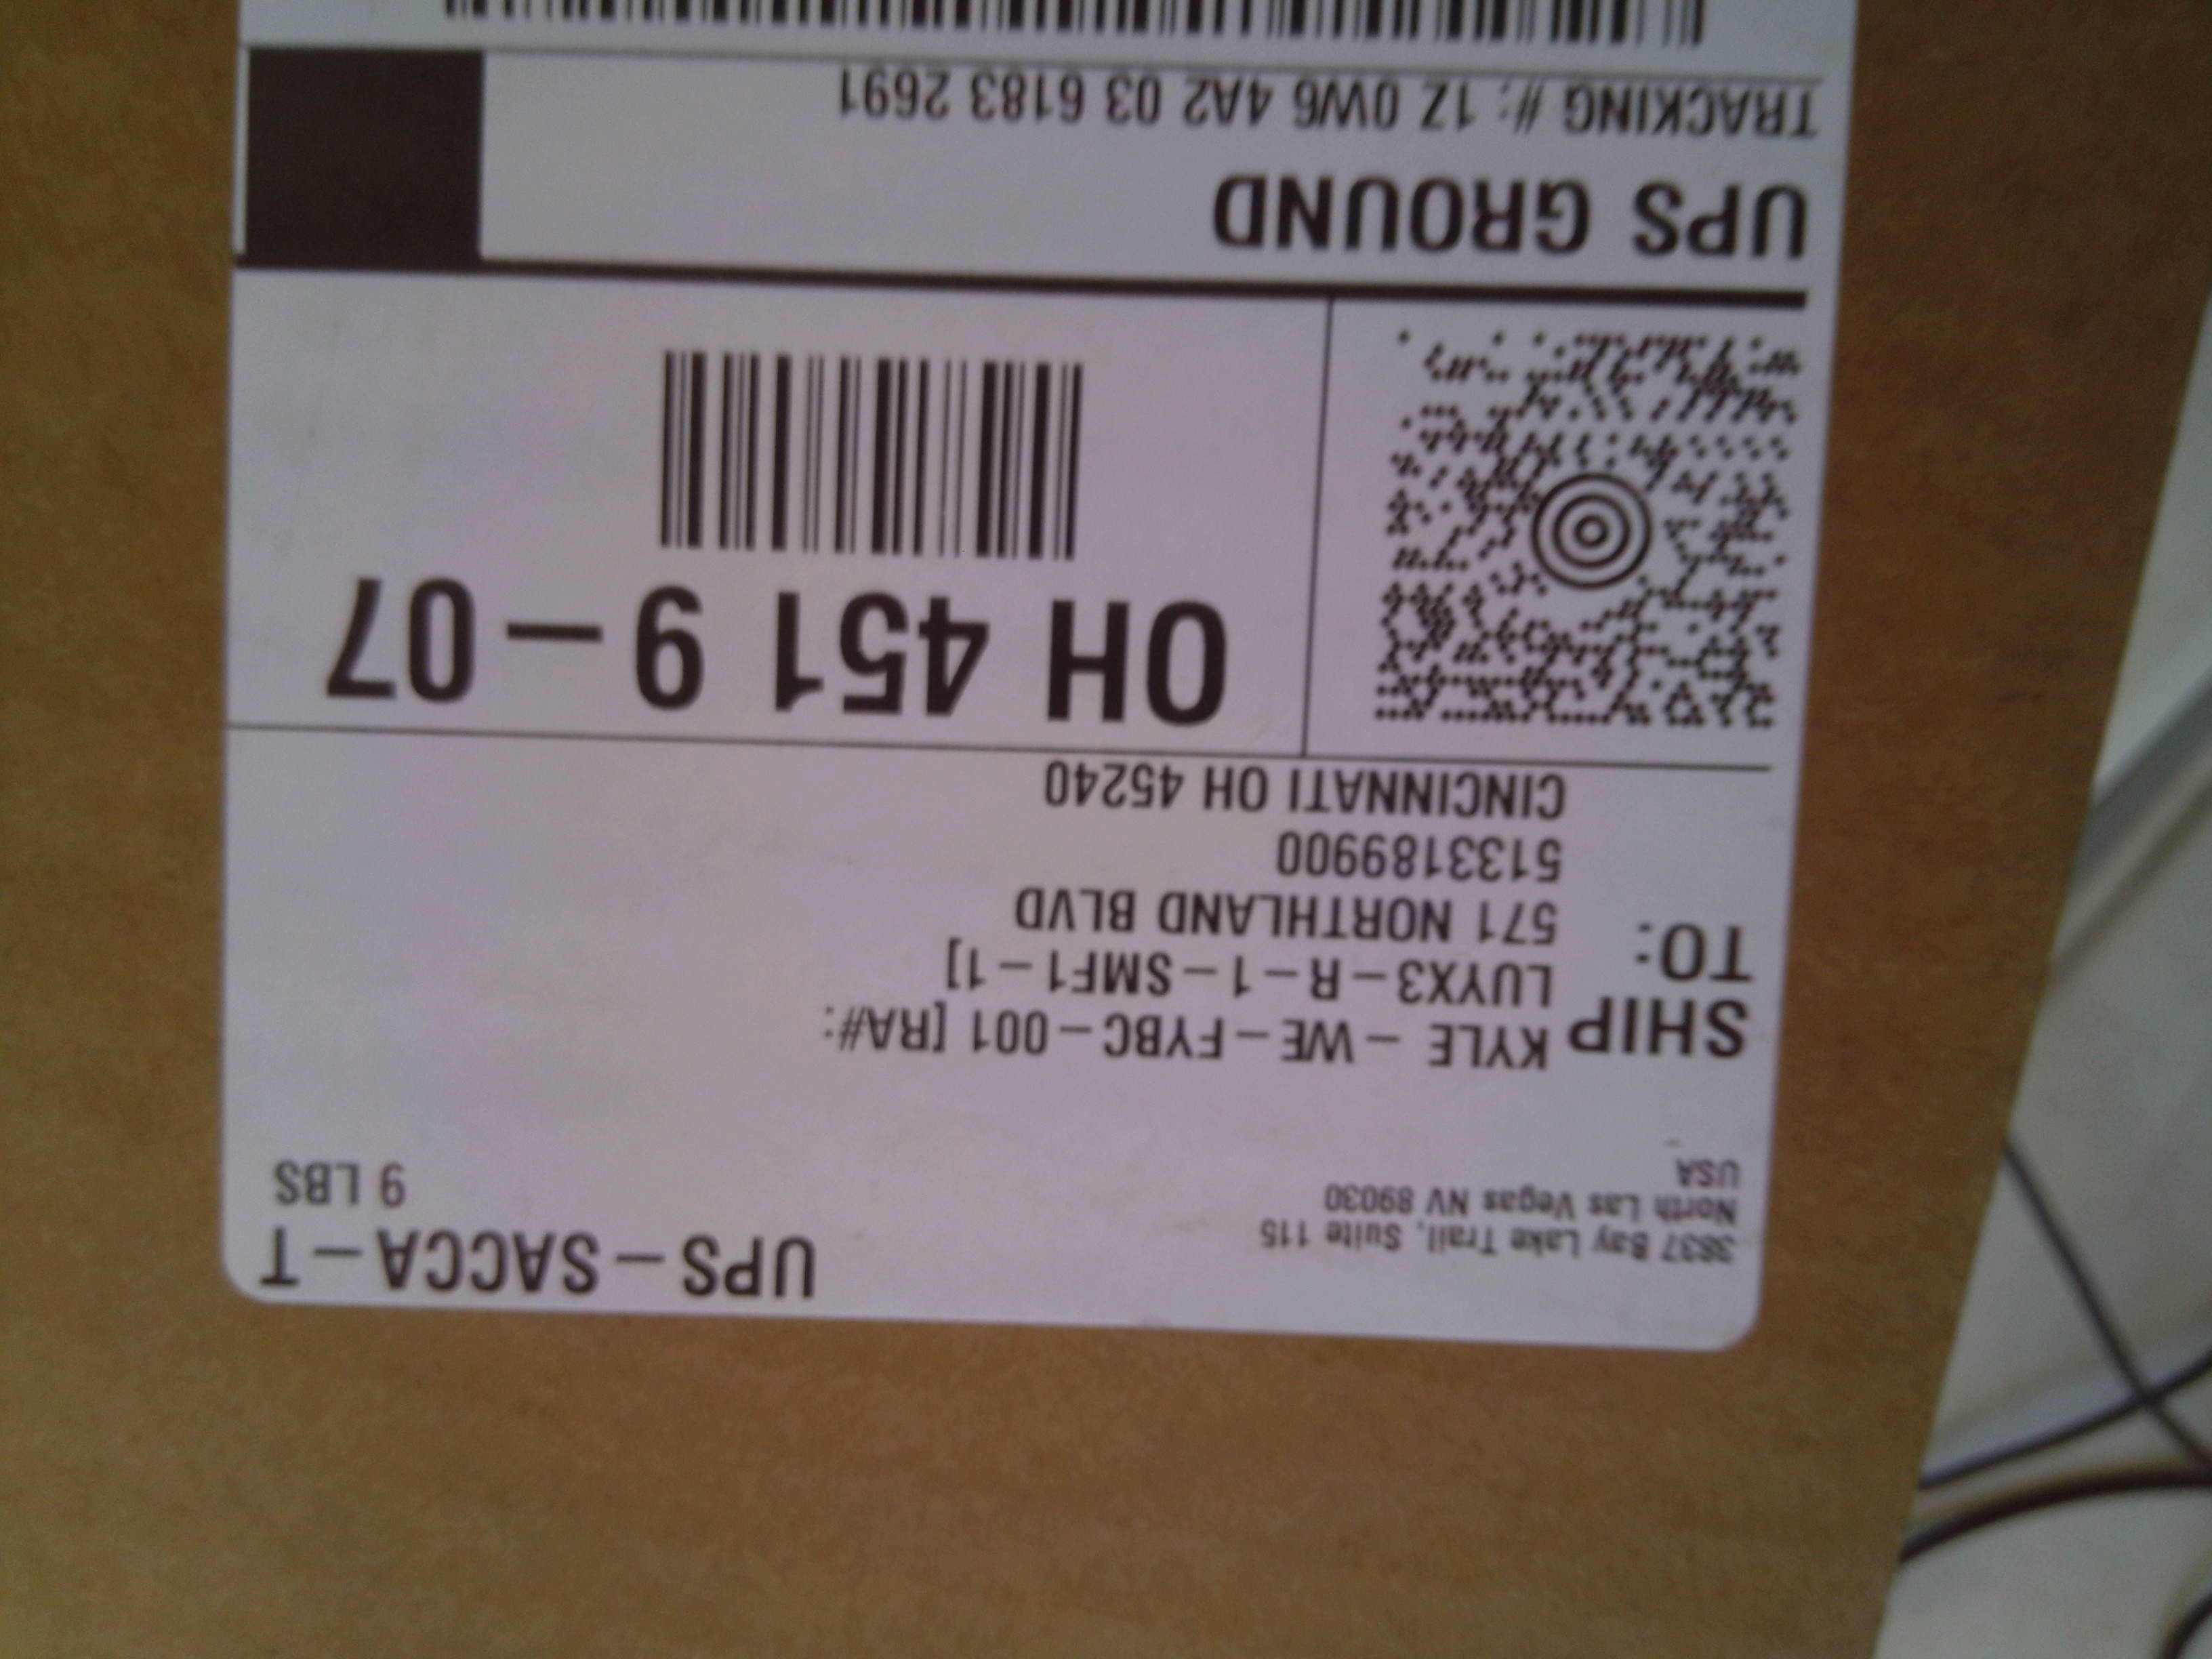 3837 Bay Lake Trail, Suite 115
North Las Vegas NV 89030
USA
UPS-SACCA-T
9 LBS
SHIP TO:
KYLE - WE-FYBC-001 [RA#:
LUYX3-R-1-SMF1-1]
571 NORTHLAND BLVD
5133189900
CINCINNATI OH 45240
OH 451 9-07
UPS GROUND
TRACKING #: 1Z 0W6 4A2 03 6183 2691